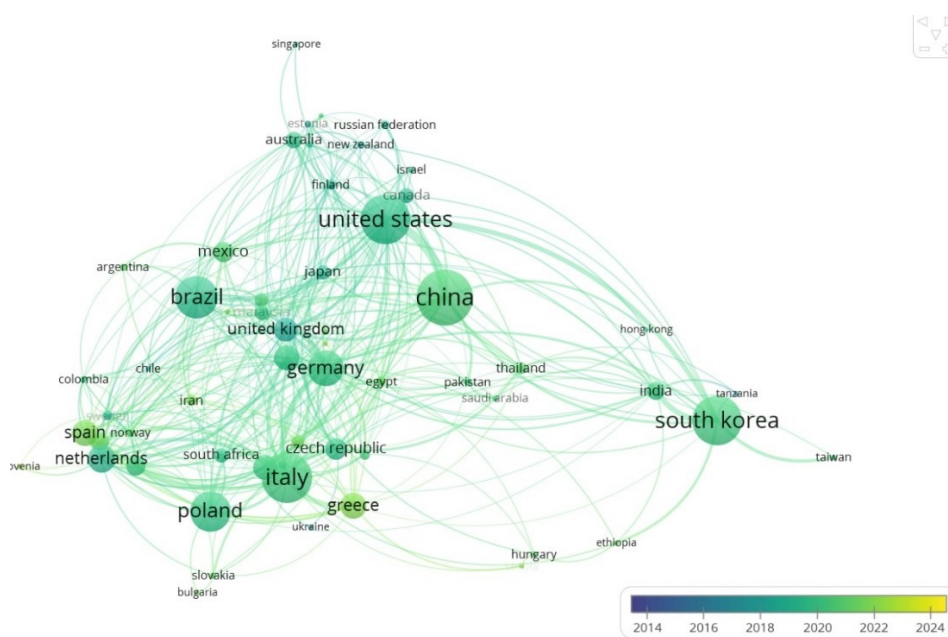 singapore
estonia
russian federation
australia
new zealand
israel
finland
canada
united states
mexico
argentina
japan
brazil
china
malaysia
united kingdom
hong kong
chile
germany
thailand
colombia
egypt
pakistan
india
tanzania
saudi arabia
iran
south korea
spain
norway
czech republic
netherlands
south africa
taiwan
ovenia
italy
poland
greece
ukraine
hungary
ethiopia
slovakia
bulgaria
2014 2016 2018 2020 2022 2024